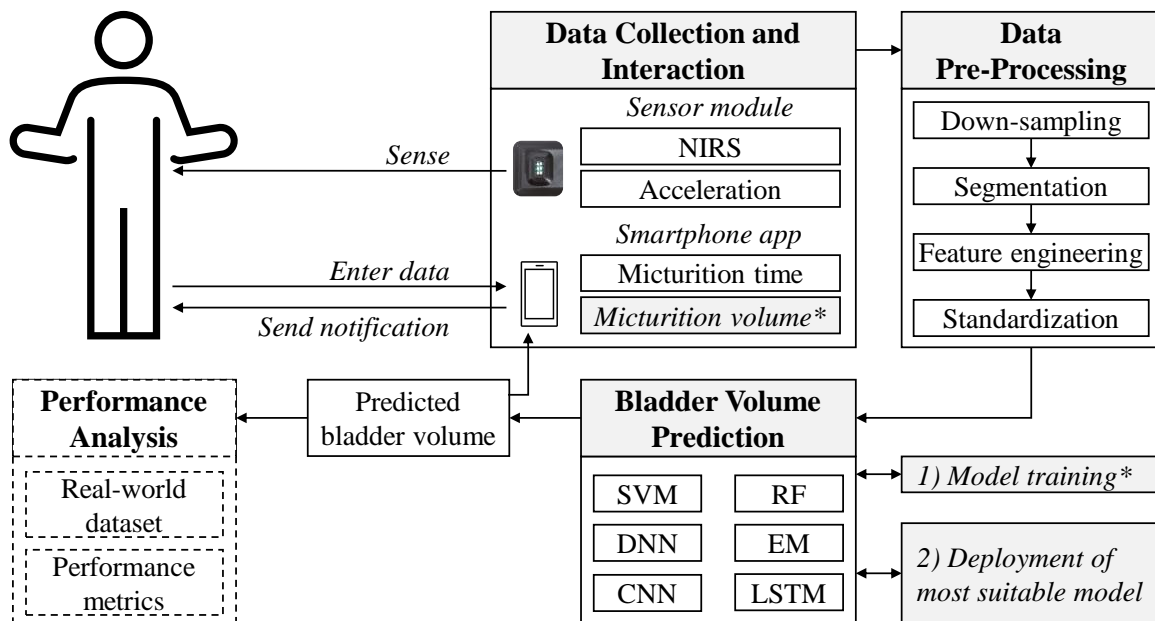 Data Collection and
Interaction
Sensor module
NIRS
Acceleration
Smartphone app
Micturition time
Micturition volume*
Sense
Enter data
Send notification
Data
Pre-Processing
Down-sampling
Segmentation
Feature engineering
Standardization
Performance
Analysis
Real-world
dataset
Performance
metrics
Predicted
bladder volume
Bladder Volume
Prediction
SVM
RF
DNN
EM
CNN
LSTM
1) Model training*
2) Deployment of
most suitable model